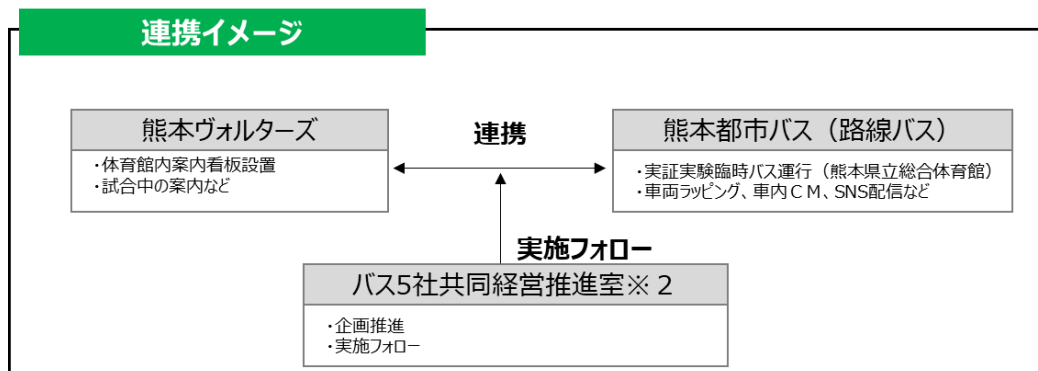 連携イメージ
熊本ヴォルターズ
・体育館内案内看板設置
・試合中の案内など
連携
熊本都市バス（路線バス）
・実証実験臨時バス運行（熊本県立総合体育館）
・車両ラッピング、車内ＣＭ、SNS配信など
実施フォロー
バス5社共同経営推進室※２
・企画推進
・実施フォロー